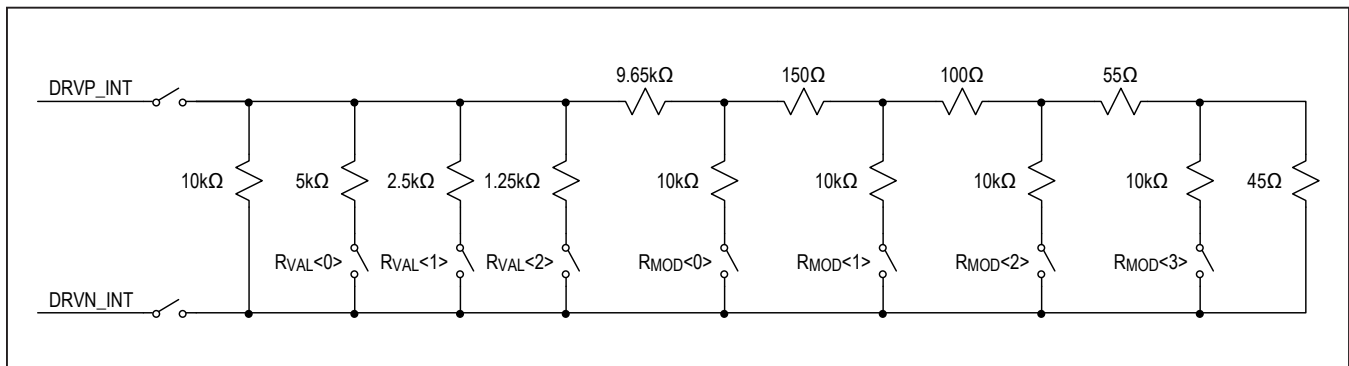 9.65kΩ 150Ω 100Ω 55Ω
DRVP_INT
10kΩ 5kΩ 2.5kΩ 1.25kΩ 10kΩ 10kΩ 10kΩ 10kΩ 45Ω
RVAL<0> RVAL<1> RVAL<2> RMOD<0> RMOD<1> RMOD<2> RMOD<3>
DRVN_INT